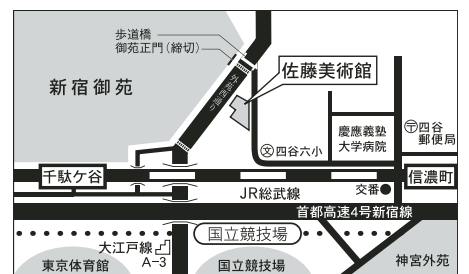 歩道橋
御苑正門(締切)
外苑西通り
佐藤美術館
新宿御苑
〒四谷
郵便局
慶應義塾
大学病院
文四谷六小
千駄ケ谷
信濃町
JR総武線
交番
首都高速4号新宿線
国立競技場
大江戸線
A-3
東京体育館
国立競技場
神宮外苑